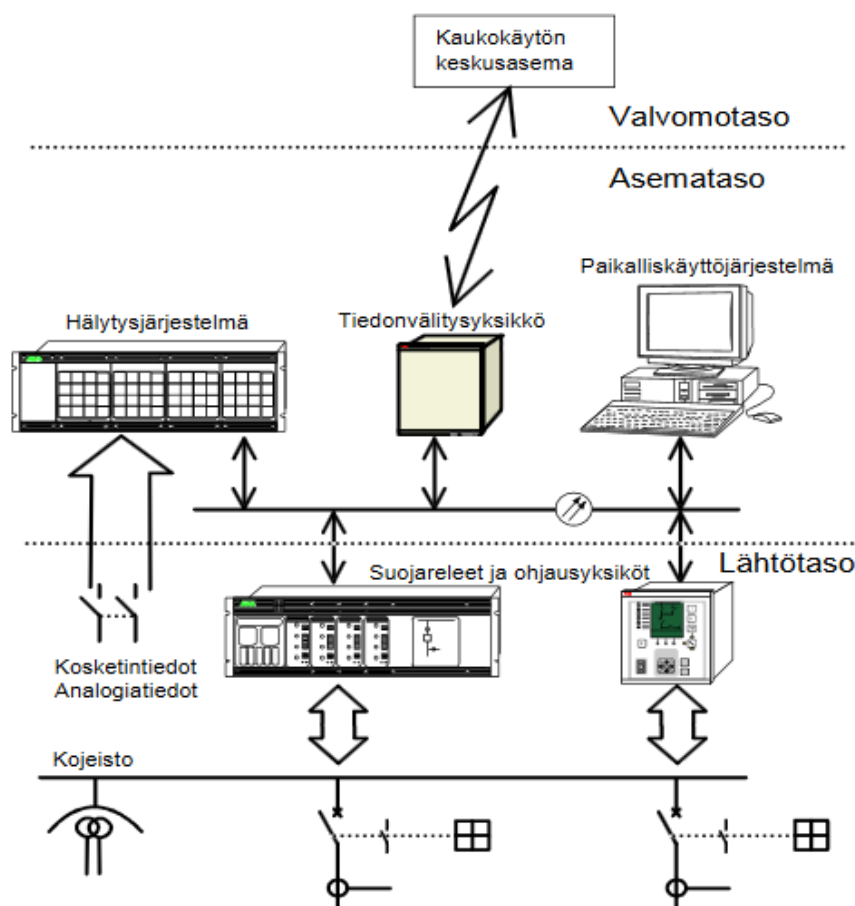 Kaukokäytön
keskusasema
Valvomotaso
Asemataso
Paikalliskäyttöjärjestelmä
Hälytysjärjestelmä
Tiedonvälitysyksikkö
Lähtötaso
Suojareleet ja ohjausyksiköt
Kosketintiedot
Analogiatiedot
Kojeisto